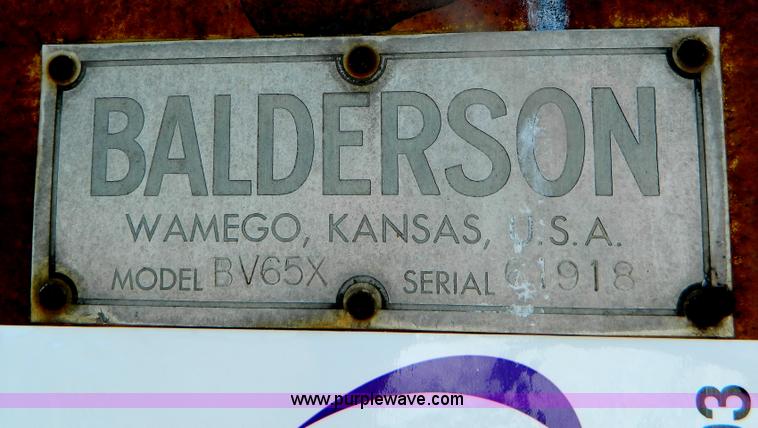 BALDERSON
WAMEGO, KANSAS, U.S.A.
MODEL BV65X SERIAL 61918
www.purplewave.com